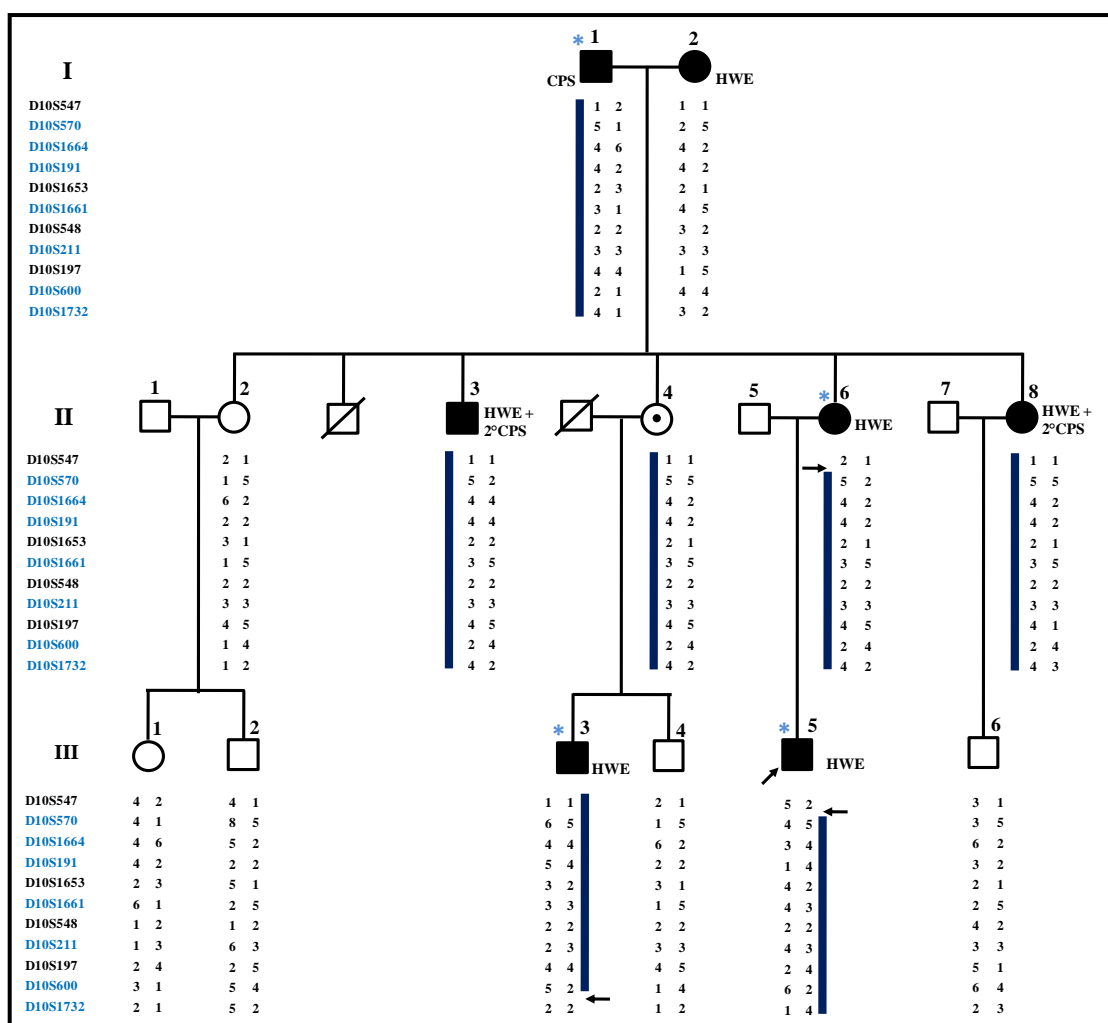 * 1 2
I
CPS HWE
D10S547 1 2 1 1
D10S570 5 1 2 5
D10S1664 4 6 4 2
D10S191 4 2 4 2
D10S1653 2 3 2 1
D10S1661 3 1 4 5
D10S548 2 2 3 2
D10S211 3 3 3 3
D10S197 4 4 1 5
D10S600 2 1 4 4
D10S1732 4 1 3 2
1 2 3 4 5 * 6 7 8
II
HWE + 2°CPS HWE HWE + 2°CPS
D10S547 2 1 1 1 1 1 2 1 1 1
D10S570 1 5 5 2 5 5 5 2 5 5
D10S1664 6 2 4 4 4 2 4 2 4 2
D10S191 2 2 4 4 4 2 4 2 4 2
D10S1653 3 1 2 2 2 1 2 1 2 1
D10S1661 1 5 3 5 3 5 3 5 3 5
D10S548 2 2 2 2 2 2 2 2 2 2
D10S211 3 3 3 3 3 3 3 3 3 3
D10S197 4 5 4 5 4 5 4 5 4 1
D10S600 1 4 2 4 2 4 2 4 2 4
D10S1732 1 2 4 2 4 2 4 2 4 3
1 2 * 3 4 * 5 6
III
HWE HWE
D10S547 4 2 4 1 1 1 2 1 5 2 3 1
D10S570 4 1 8 5 6 5 1 5 4 5 3 5
D10S1664 4 6 5 2 4 4 6 2 3 4 6 2
D10S191 4 2 2 2 5 4 2 2 1 4 3 2
D10S1653 2 3 5 1 3 2 3 1 4 2 2 1
D10S1661 6 1 2 5 3 3 1 5 4 3 2 5
D10S548 1 2 1 2 2 2 2 2 2 2 4 2
D10S211 1 3 6 3 2 3 3 3 4 3 3 3
D10S197 2 4 2 5 4 4 4 5 2 4 5 1
D10S600 3 1 5 4 5 2 1 4 6 2 6 4
D10S1732 2 1 5 2 2 2 1 2 1 4 2 3